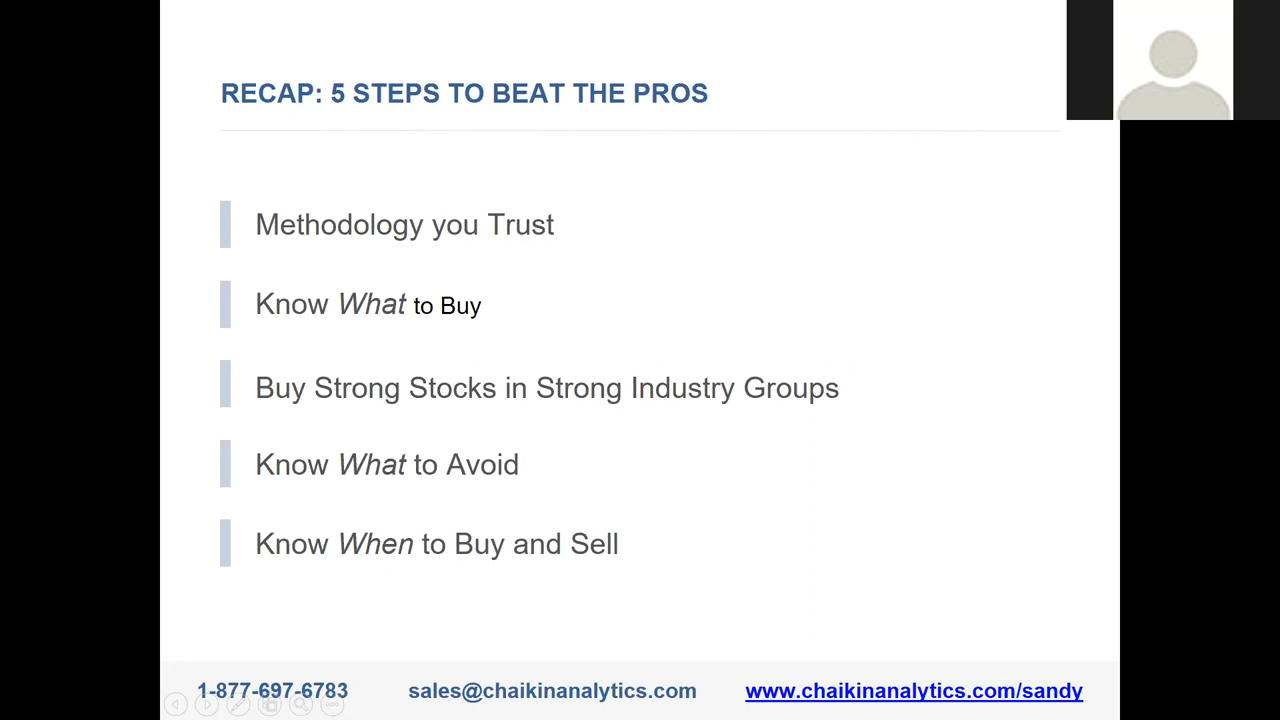 RECAP: 5 STEPS TO BEAT THE PROS
Methodology you Trust
Know What to Buy
Buy Strong Stocks in Strong Industry Groups
Know What to Avoid
Know When to Buy and Sell
1-877-697-6783 sales@chaikinanalytics.com www.chaikinanalytics.com/sandy